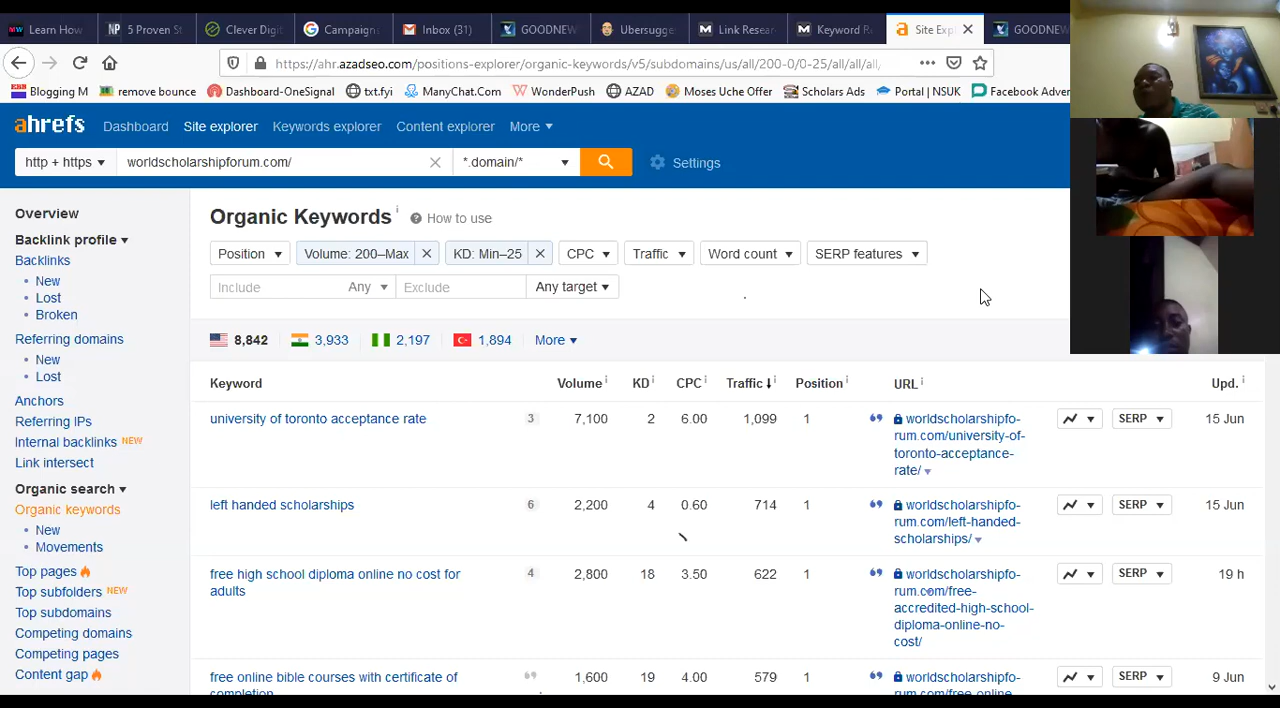 Learn How
5 Proven St
Clever Digit
Campaign
Inbox (31)
GOODNEW
Ubersugge
Link Resear
Keyword R
Site Exp
GOODNEW
https://ahr.azadseo.com/positions-explorer/organic-keywords/v5/subdomains/us/all/200-0/0-25/all/all/all/
Blogging M
remove bounce
Dashboard-OneSignal
txt.fyi
ManyChat.Com
WonderPush
AZAD
Moses Uche Offer
Scholars Ads
Portal | NSUK
Facebook Adver
ahrefs Dashboard Site explorer Keywords explorer Content explorer More
http + https worldscholarshipforum.com/ *.domain/* Settings
Overview
Backlink profile
Backlinks
New
Lost
Broken
Referring domains
New
Lost
Anchors
Referring IPs
Internal backlinks NEW
Link intersect
Organic search
Organic keywords
New
Movements
Top pages
Top subfolders NEW
Top subdomains
Competing domains
Competing pages
Content gap
Organic Keywords i ? How to use
Position Volume: 200–Max KD: Min–25 CPC Traffic Word count SERP features
Include Any Exclude Any target
8,842 3,933 2,197 1,894 More
Keyword Volume KD CPC Traffic Position URL Upd.
university of toronto acceptance rate 3 7,100 2 6.00 1,099 1 worldscholarshipfo-
rum.com/university-of-
toronto-acceptance-
rate/
SERP 15 Jun
left handed scholarships 6 2,200 4 0.60 714 1 worldscholarshipfo-
rum.com/left-handed-
scholarships/
SERP 15 Jun
free high school diploma online no cost for
adults
4 2,800 18 3.50 622 1 worldscholarshipfo-
rum.com/free-
accredited-high-school-
diploma-online-no-
cost/
SERP 19 h
free online bible courses with certificate of
completion
1,600 19 4.00 579 1 worldscholarshipfo-
rum.com/free-online
SERP 9 Jun